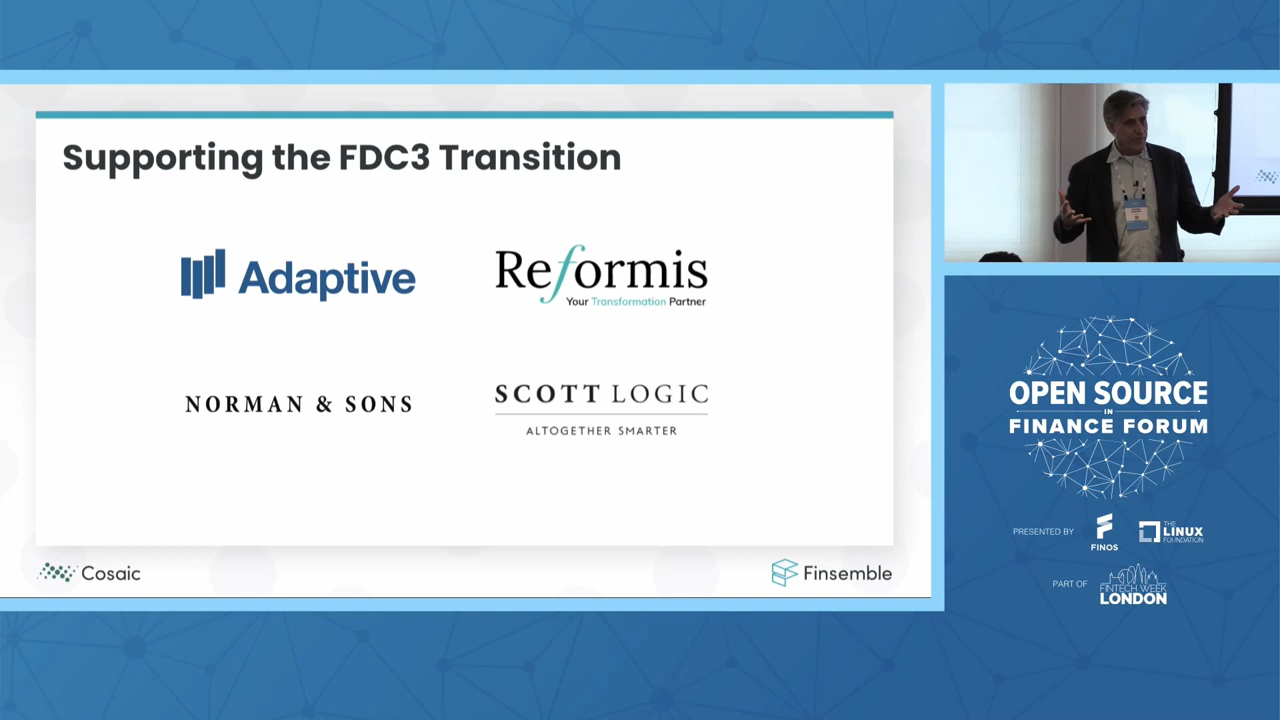 Supporting the FDC3 Transition
Adaptive
Reformis
Your Transformation Partner
NORMAN & SONS
SCOTT LOGIC
ALTOGETHER SMARTER
Cosaic
Finsemble
OPEN SOURCE
IN
FINANCE FORUM
PRESENTED BY
FINOS
THE
LINUX
FOUNDATION
PART OF
FINTECH WEEK
LONDON